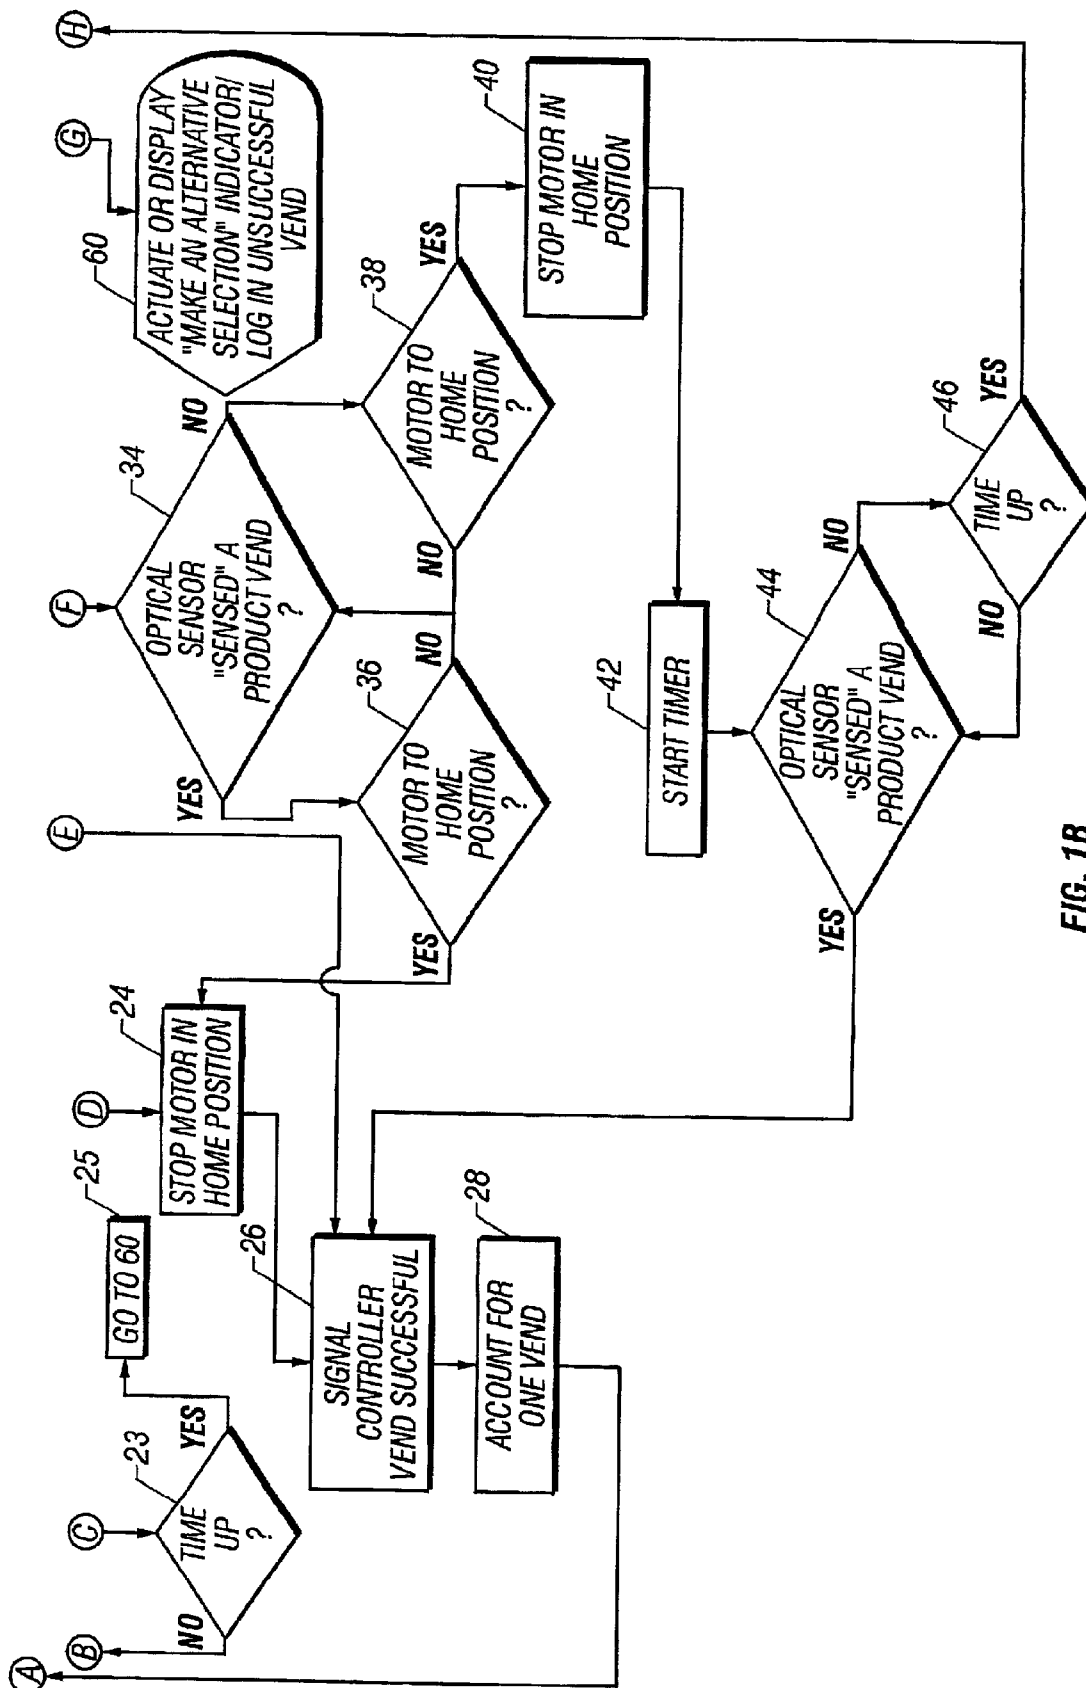 A
B
C
D
E
F
G
H
TIME
UP
?
23
NO
YES
GO TO 60
25
STOP MOTOR IN
HOME POSITION
24
SIGNAL
CONTROLLER
VEND SUCCESSFUL
26
ACCOUNT FOR
ONE VEND
28
OPTICAL
SENSOR
"SENSED" A
PRODUCT VEND
?
34
YES
NO
MOTOR TO
HOME
POSITION
?
36
YES
NO
MOTOR TO
HOME
POSITION
?
38
NO
YES
ACTUATE OR DISPLAY
"MAKE AN ALTERNATIVE
SELECTION" INDICATOR/
LOG IN UNSUCCESSFUL
VEND
60
STOP MOTOR IN
HOME
POSITION
40
START TIMER
42
OPTICAL
SENSOR
"SENSED" A
PRODUCT VEND
?
44
YES
NO
TIME
UP
?
46
NO
YES
FIG. 1B